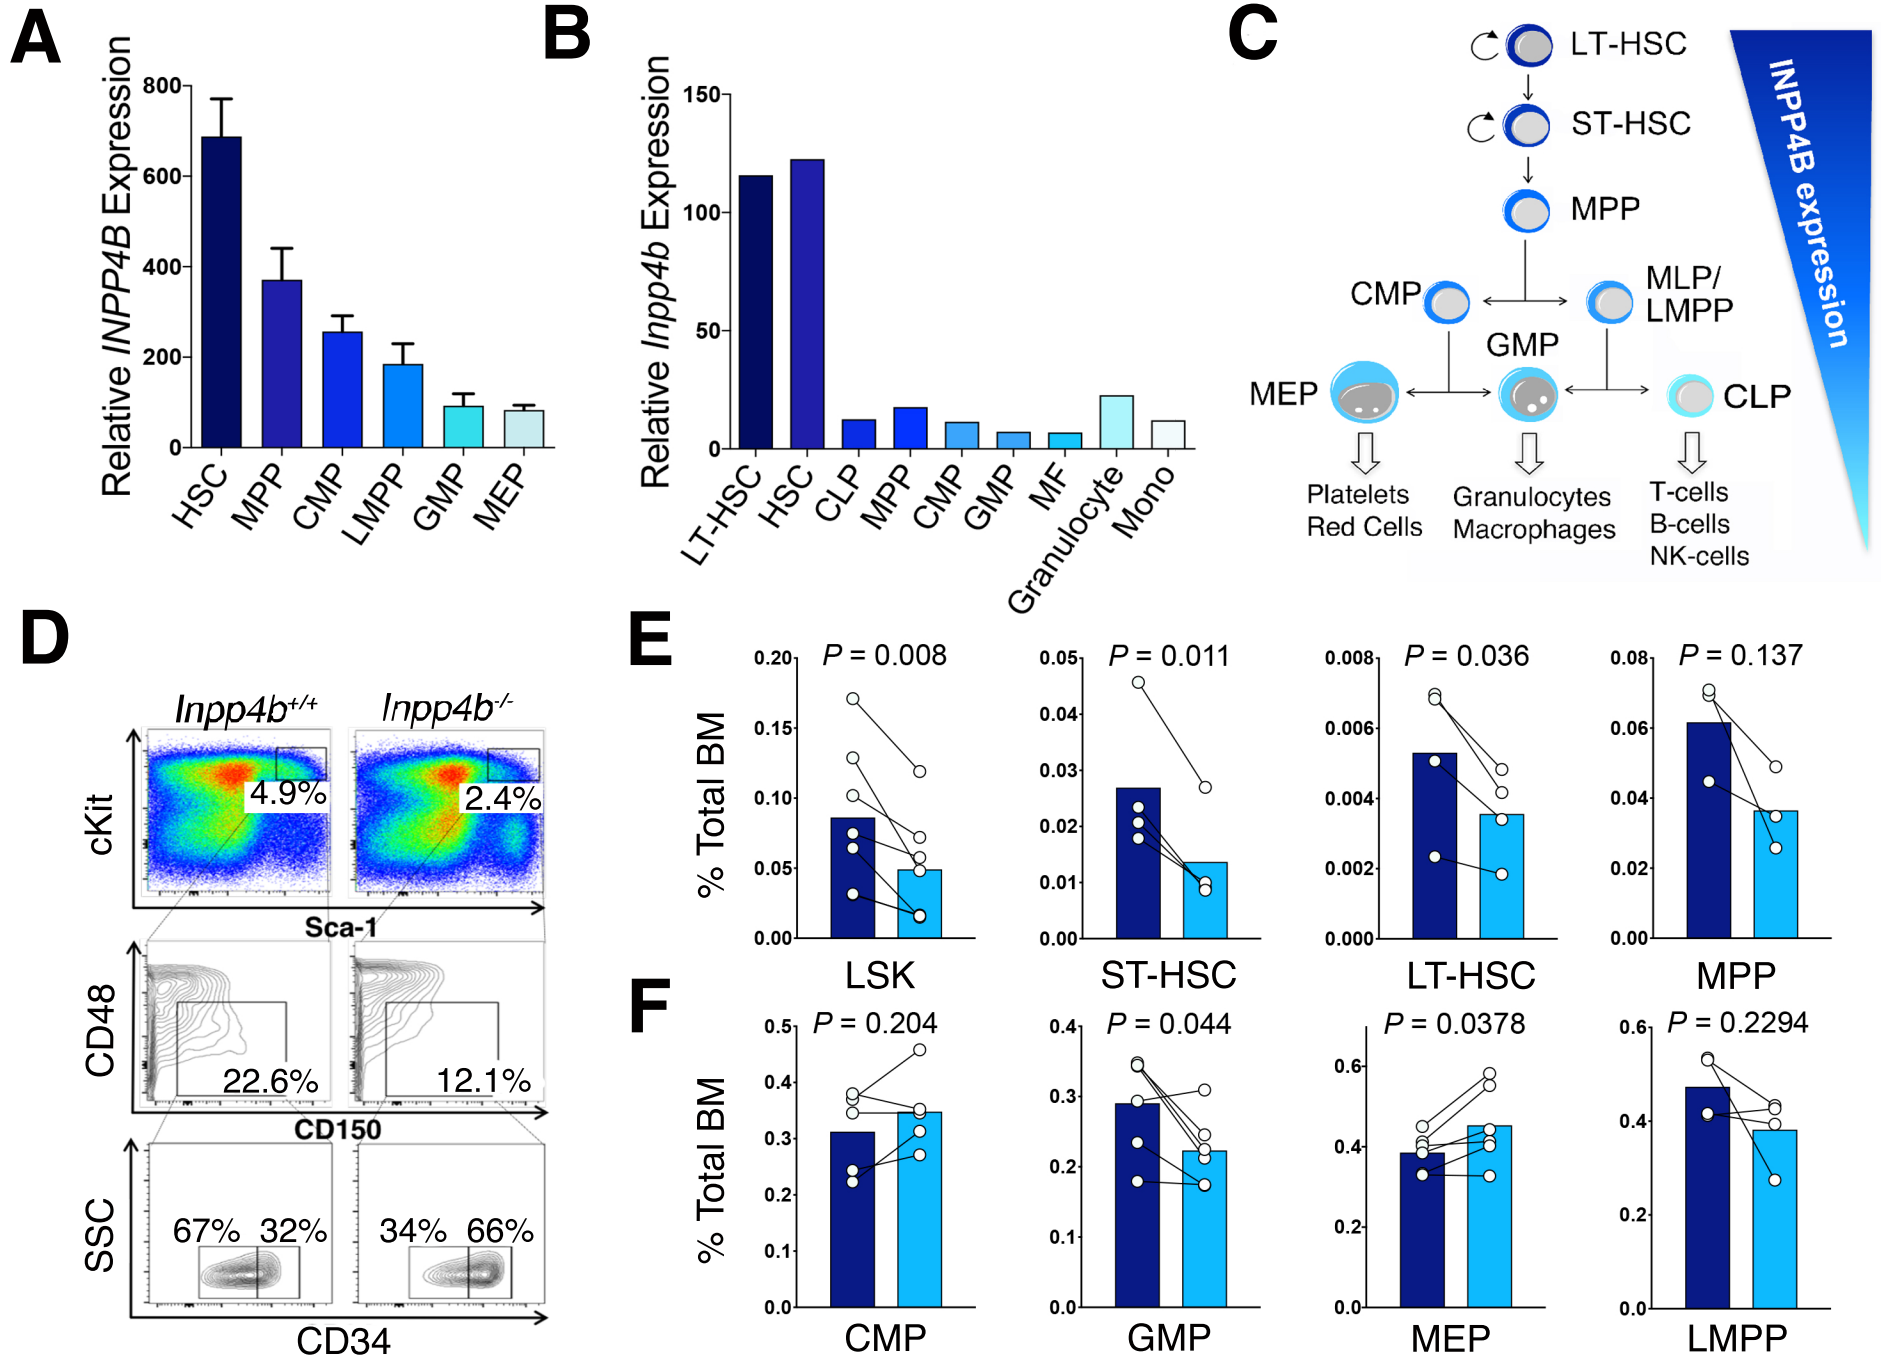 A
Relative INPP4B Expression
800
600
400
200
0
HSC
MPP
CMP
LMPP
GMP
MEP
B
Relative Inpp4b Expression
150
100
50
0
LT-HSC
HSC
CLP
MPP
CMP
GMP
MF
Granulocyte
Mono
C
LT-HSC
ST-HSC
MPP
CMP
MLP/
LMPP
GMP
MEP
CLP
Platelets
Red Cells
Granulocytes
Macrophages
T-cells
B-cells
NK-cells
INPP4B expression
D
Inpp4b+/+
Inpp4b-/-
cKit
4.9%
2.4%
Sca-1
CD48
22.6%
12.1%
CD150
SSC
67%
32%
34%
66%
CD34
E
% Total BM
P = 0.008
0.20
0.15
0.10
0.05
0.00
LSK
P = 0.011
0.05
0.04
0.03
0.02
0.01
0.00
ST-HSC
P = 0.036
0.008
0.006
0.004
0.002
0.000
LT-HSC
P = 0.137
0.08
0.06
0.04
0.02
0.00
MPP
F
% Total BM
P = 0.204
0.5
0.4
0.3
0.2
0.1
0.0
CMP
P = 0.044
0.4
0.3
0.2
0.1
0.0
GMP
P = 0.0378
0.6
0.4
0.2
0.0
MEP
P = 0.2294
0.6
0.4
0.2
0.0
LMPP